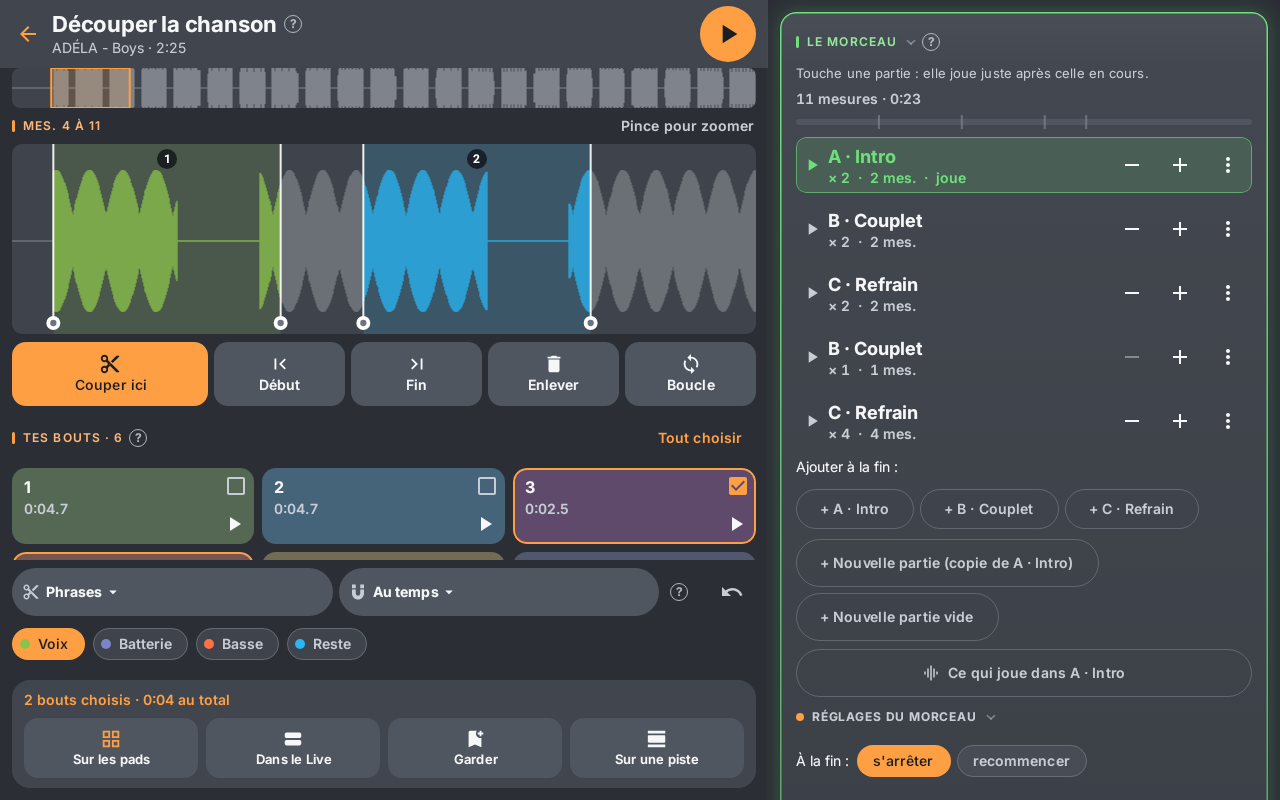 Découper la chanson ?
ADÉLA - Boys · 2:25
MES. 4 À 11
Pince pour zoomer
1
2
Couper ici
Début
Fin
Enlever
Boucle
TES BOUTS · 6 ?
Tout choisir
1
0:04.7
2
0:04.7
3
0:02.5
Phrases
Au temps
?
Voix
Batterie
Basse
Reste
2 bouts choisis · 0:04 au total
Sur les pads
Dans le Live
Garder
Sur une piste
LE MORCEAU ?
Touche une partie : elle joue juste après celle en cours.
11 mesures · 0:23
A · Intro
× 2 · 2 mes. · joue
B · Couplet
× 2 · 2 mes.
C · Refrain
× 2 · 2 mes.
B · Couplet
× 1 · 1 mes.
C · Refrain
× 4 · 4 mes.
Ajouter à la fin :
+ A · Intro
+ B · Couplet
+ C · Refrain
+ Nouvelle partie (copie de A · Intro)
+ Nouvelle partie vide
Ce qui joue dans A · Intro
RÉGLAGES DU MORCEAU
À la fin :
s'arrêter
recommencer